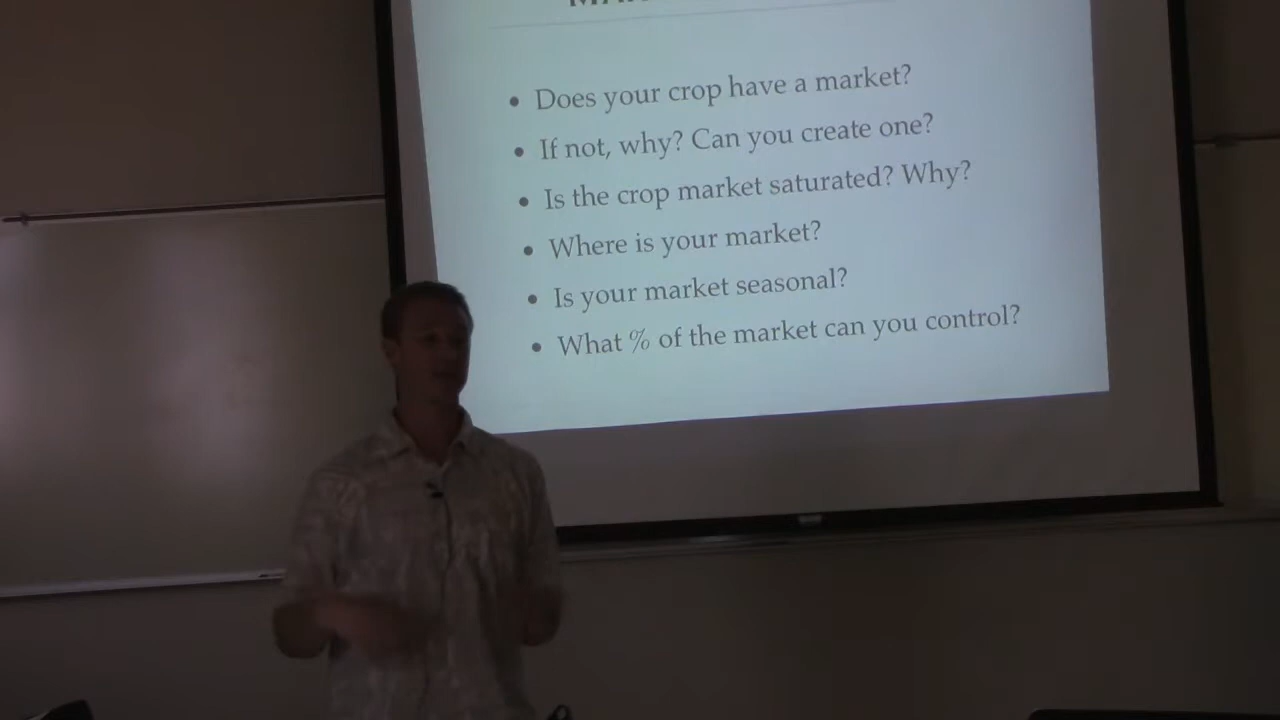 Does your crop have a market?
If not, why? Can you create one?
Is the crop market saturated? Why?
Where is your market?
Is your market seasonal?
What % of the market can you control?